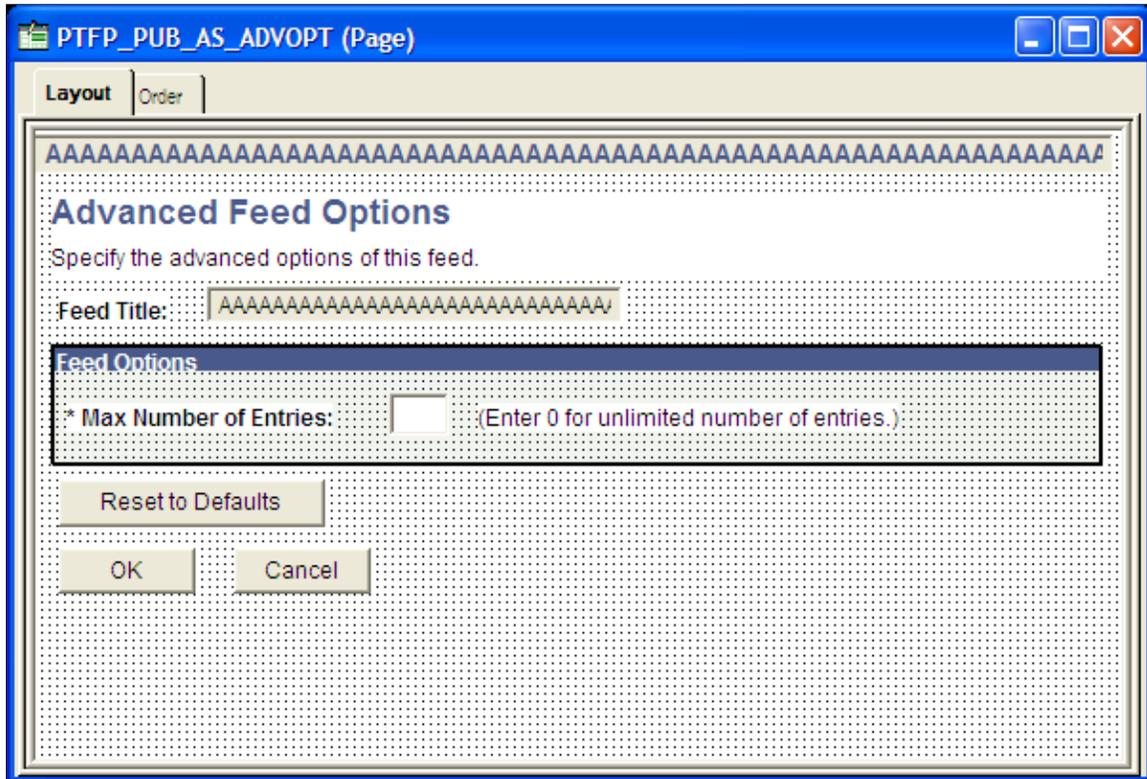 PTFP_PUB_AS_ADVOPT (Page)
Layout Order
AAAAAAAAAAAAAAAAAAAAAAAAAAAAAAAAAAAAAAAAAAAAAAAAAA
Advanced Feed Options
Specify the advanced options of this feed.
Feed Title: AAAAAAAAAAAAAAAAAAAAAAAAAAAAAA
Feed Options
* Max Number of Entries: (Enter 0 for unlimited number of entries.)
Reset to Defaults
OK Cancel